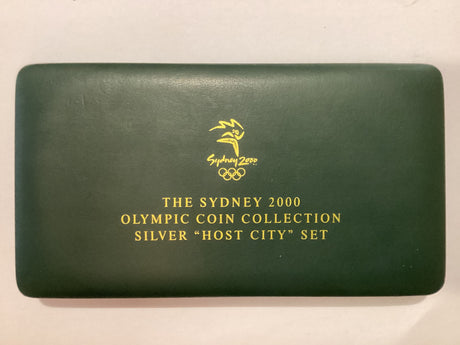 Sydney 2000
THE SYDNEY 2000
OLYMPIC COIN COLLECTION
SILVER “HOST CITY” SET